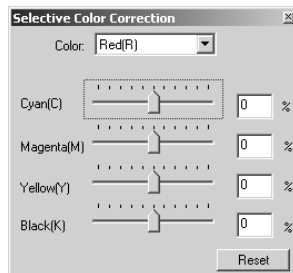 Selective Color Correction
Color: Red(R)
Cyan(C) 0 %
Magenta(M) 0 %
Yellow(Y) 0 %
Black(K) 0 %
Reset